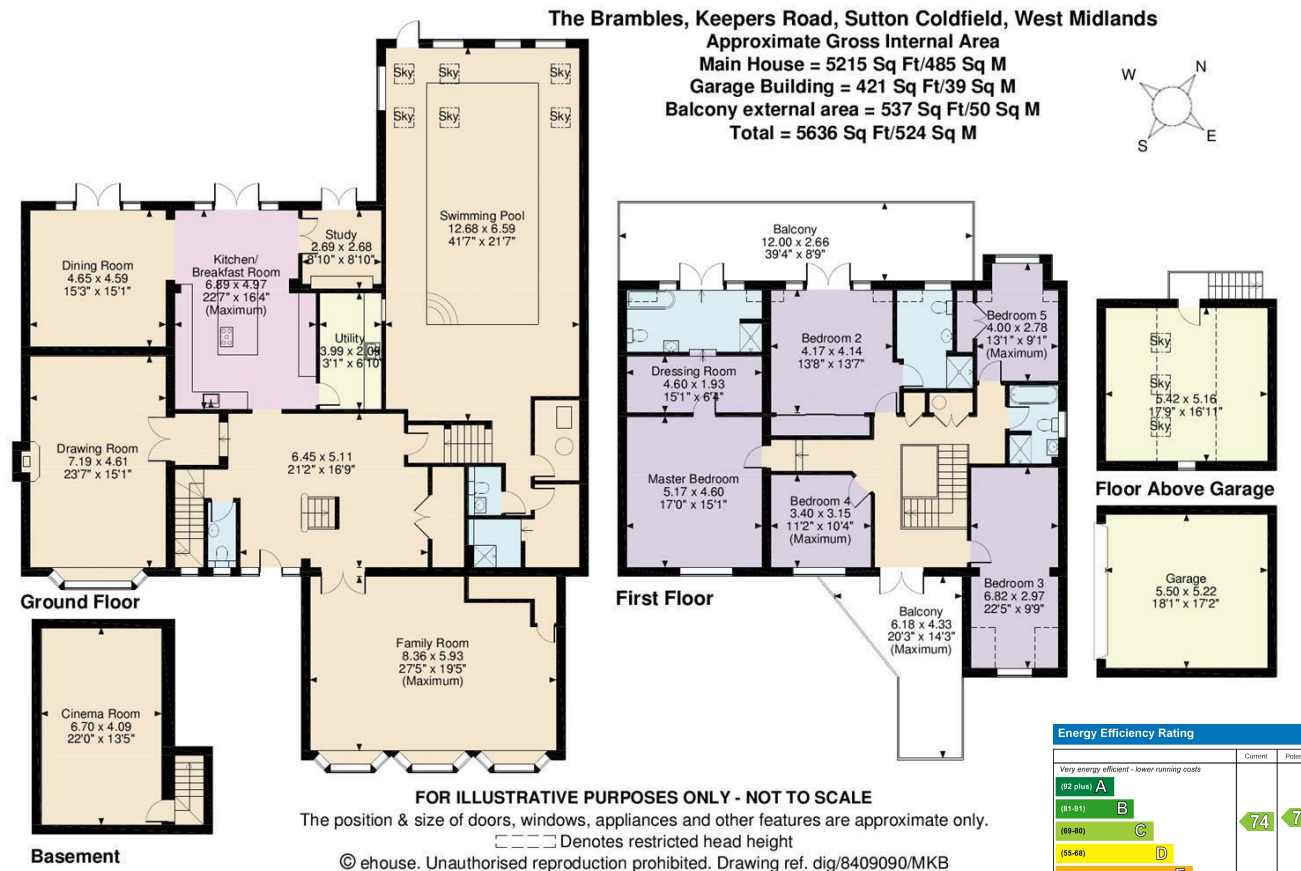 The Brambles, Keepers Road, Sutton Coldfield, West Midlands
Approximate Gross Internal Area
Main House = 5215 Sq Ft/485 Sq M
Garage Building = 421 Sq Ft/39 Sq M
Balcony external area = 537 Sq Ft/50 Sq M
Total = 5636 Sq Ft/524 Sq M
W
N
S
E
Sky
Sky
Sky
Sky
Sky
Sky
Swimming Pool
12.68 x 6.59
41'7" x 21'7"
Dining Room
4.65 x 4.59
15'3" x 15'1"
Kitchen/
Breakfast Room
6.89 x 4.97
22'7" x 16'4"
(Maximum)
Study
2.69 x 2.68
8'10" x 8'10"
Utility
3.99 x 2.09
3'1" x 6'10"
Drawing Room
7.19 x 4.61
23'7" x 15'1"
6.45 x 5.11
21'2" x 16'9"
Family Room
8.36 x 5.93
27'5" x 19'5"
(Maximum)
Ground Floor
Cinema Room
6.70 x 4.09
22'0" x 13'5"
Basement
Balcony
12.00 x 2.66
39'4" x 8'9"
Bedroom 2
4.17 x 4.14
13'8" x 13'7"
Bedroom 5
4.00 x 2.78
13'1" x 9'1"
(Maximum)
Dressing Room
4.60 x 1.93
15'1" x 6'4"
Master Bedroom
5.17 x 4.60
17'0" x 15'1"
Bedroom 4
3.40 x 3.15
11'2" x 10'4"
(Maximum)
Bedroom 3
6.82 x 2.97
22'5" x 9'9"
Balcony
6.18 x 4.33
20'3" x 14'3"
(Maximum)
First Floor
Sky
Sky
Sky
5.42 x 5.16
17'9" x 16'11"
Floor Above Garage
Garage
5.50 x 5.22
18'1" x 17'2"
FOR ILLUSTRATIVE PURPOSES ONLY - NOT TO SCALE
The position & size of doors, windows, appliances and other features are approximate only.
Denotes restricted head height
© ehouse. Unauthorised reproduction prohibited. Drawing ref. dig/8409090/MKB
Energy Efficiency Rating
Current
Very energy efficient - lower running costs
(92 plus) A
(81-91) B
(69-80) C
(55-68) D
74